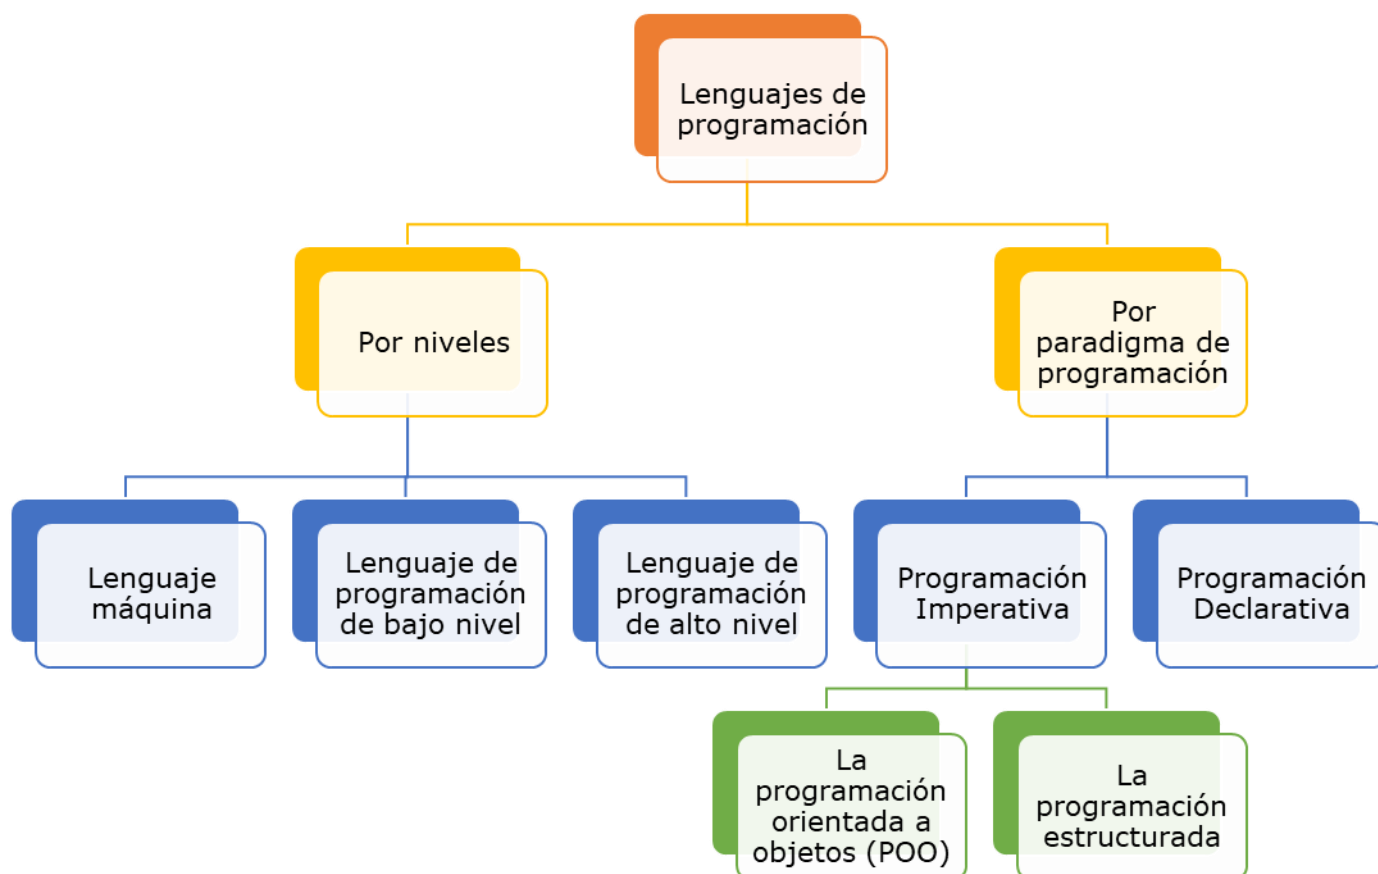 Lenguajes de
programación
Por niveles
Por
paradigma de
programación
Lenguaje
máquina
Lenguaje de
programación
de bajo nivel
Lenguaje de
programación
de alto nivel
Programación
Imperativa
Programación
Declarativa
La
programación
orientada a
objetos (POO)
La
programación
estructurada